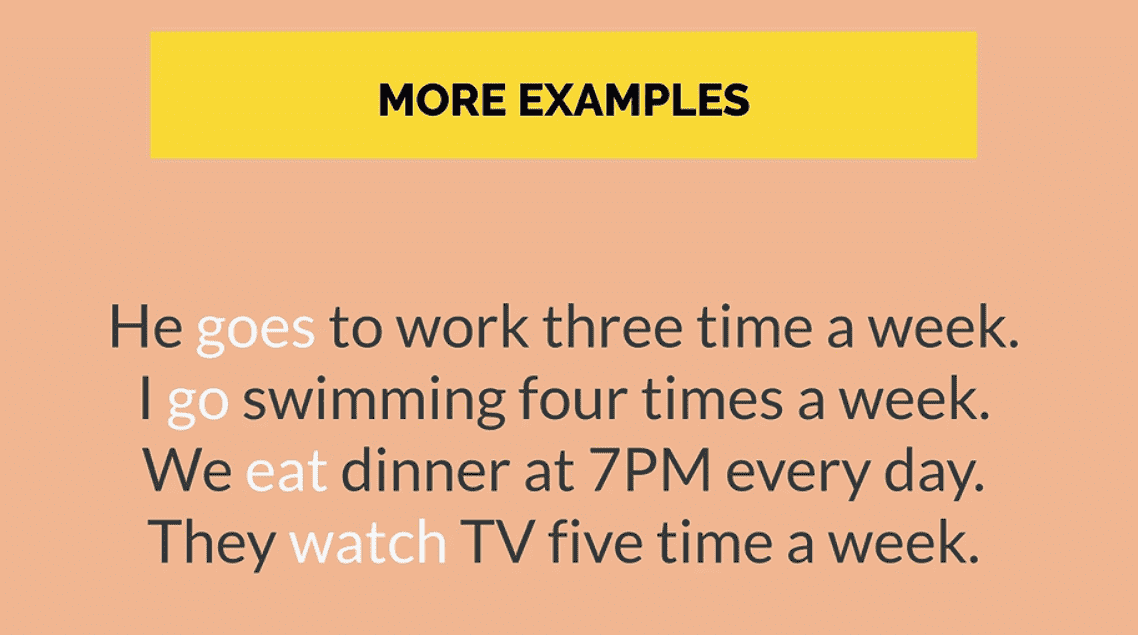 MORE EXAMPLES
He goes to work three time a week.
I go swimming four times a week.
We eat dinner at 7PM every day.
They watch TV five time a week.